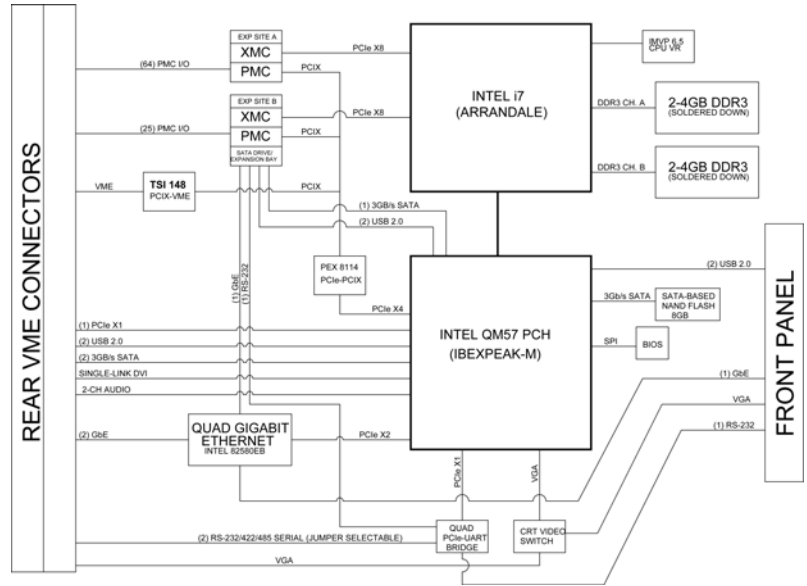 REAR VME CONNECTORS
EXP SITE A
XMC
PMC
(64) PMC I/O
PCIe X8
PCIX
EXP SITE B
XMC
PMC
SATA DRIVE/
EXPANSION BAY
(25) PMC I/O
PCIe X8
PCIX
VME
TSI 148
PCIX-VME
PCIX
(1) 3GB/s SATA
(2) USB 2.0
(1) GbE
(1) RS-232
PEX 8114
PCIe-PCIX
PCIe X4
INTEL i7
(ARRANDALE)
IMVP 6.5
CPU VR
DDR3 CH. A
2-4GB DDR3
(SOLDERED DOWN)
DDR3 CH. B
2-4GB DDR3
(SOLDERED DOWN)
INTEL QM57 PCH
(IBEXPEAK-M)
(2) USB 2.0
3Gb/s SATA
SATA-BASED
NAND FLASH
8GB
SPI
BIOS
(1) GbE
VGA
(1) RS-232
FRONT PANEL
(1) PCIe X1
(2) USB 2.0
(2) 3GB/s SATA
SINGLE-LINK DVI
2-CH AUDIO
(2) GbE
QUAD GIGABIT
ETHERNET
INTEL 82580EB
PCIe X2
PCIe X1
VGA
(2) RS-232/422/485 SERIAL (JUMPER SELECTABLE)
QUAD
PCIe-UART
BRIDGE
CRT VIDEO
SWITCH
VGA